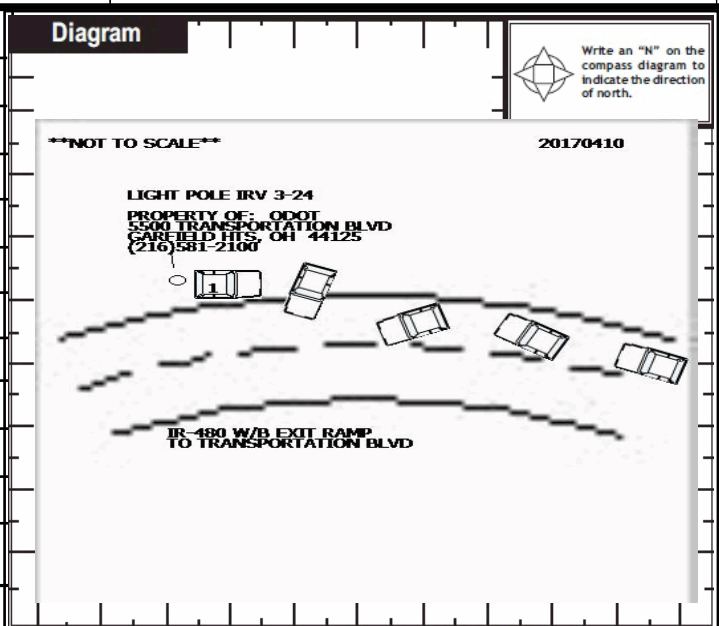 Diagram
Write an “N” on the
compass diagram to
indicate the direction
of north.
**NOT TO SCALE**
20170410
LIGHT POLE IRV 3-24
PROPERTY OF: ODOT
5500 TRANSPORTATION BLVD
GARFIELD HTS, OH 44125
(216)581-2100
1
IR-480 W/B EXIT RAMP
TO TRANSPORTATION BLVD